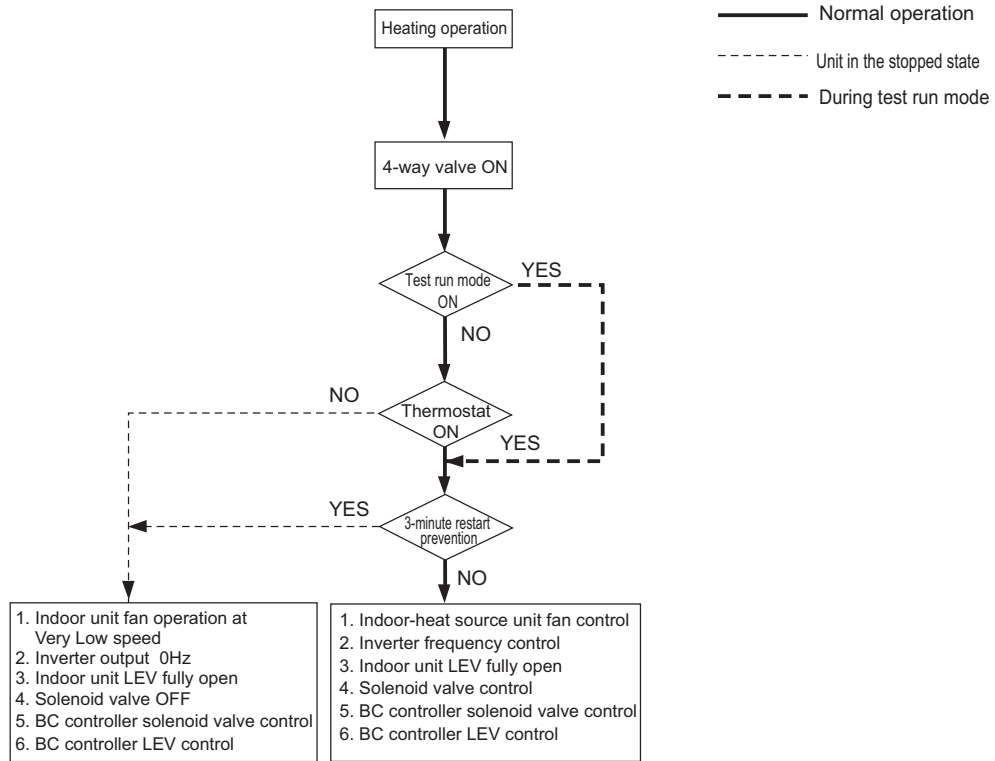 Heating operation
Normal operation
Unit in the stopped state
During test run mode
4-way valve ON
Test run mode
ON
YES
NO
NO
Thermostat
ON
YES
YES
3-minute restart
prevention
NO
1. Indoor unit fan operation at
Very Low speed
2. Inverter output 0Hz
3. Indoor unit LEV fully open
4. Solenoid valve OFF
5. BC controller solenoid valve control
6. BC controller LEV control
1. Indoor-heat source unit fan control
2. Inverter frequency control
3. Indoor unit LEV fully open
4. Solenoid valve control
5. BC controller solenoid valve control
6. BC controller LEV control